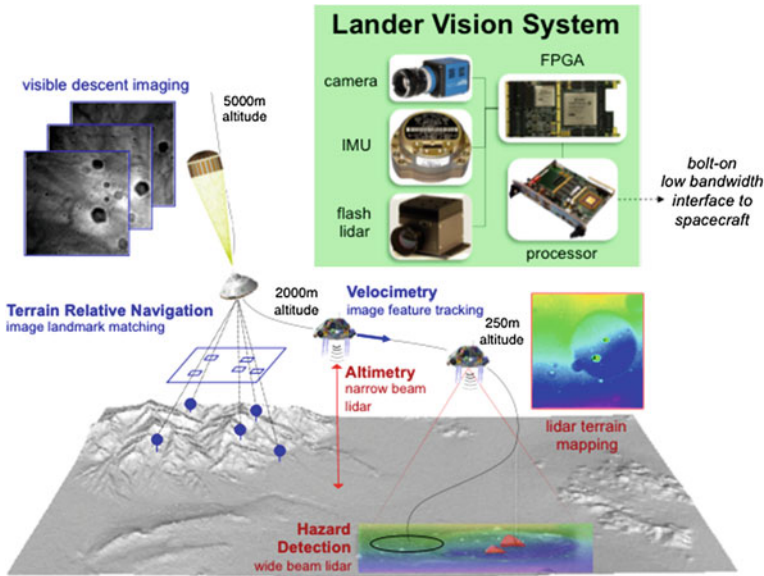 Lander Vision System
camera
FPGA
IMU
flash
lidar
processor
bolt-on
low bandwidth
interface to
spacecraft
visible descent imaging
5000m
altitude
Terrain Relative Navigation
image landmark matching
2000m
altitude
Velocimetry
image feature tracking
250m
altitude
Altimetry
narrow beam
lidar
lidar terrain
mapping
Hazard
Detection
wide beam lidar